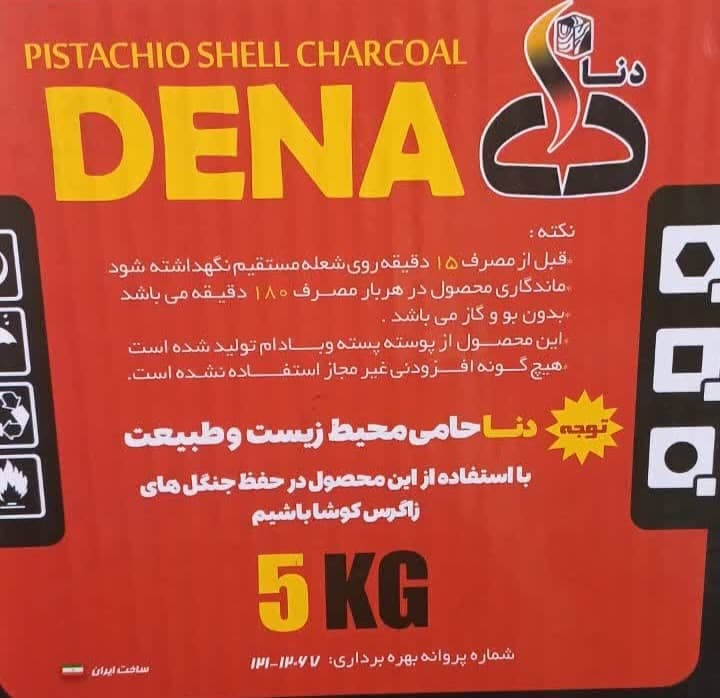 PISTACHIO SHELL CHARCOAL
DENA
دنا
نکته :
قبل از مصرف ۱۵ دقیقه روی شعله مستقیم نگهداشته شود
ماندگاری محصول در هر بار مصرف ۱۸۰ دقیقه می باشد
بدون بو و گاز می باشد .
این محصول از پوسته پسته و بادام تولید شده است
هیچ گونه افزودنی غیر مجاز استفاده نشده است.
توجه
دنا حامی محیط زیست و طبیعت
با استفاده از این محصول در حفظ جنگل های
زاگرس کوشا باشیم
5 KG
شماره پروانه بهره برداری: ۱۲۱-۱۲۰۶۷
ساخت ایران